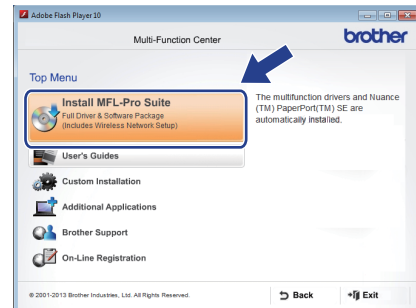 Adobe Flash Player 10
Multi-Function Center
brother
Top Menu
Install MFL-Pro Suite
Full Driver & Software Package
(Includes Wireless Network Setup)
The multifunction drivers and Nuance
(TM) PaperPort(TM) SE are
automatically installed.
User's Guides
Custom Installation
Additional Applications
Brother Support
On-Line Registration
© 2001-2013 Brother Industries, Ltd. All Rights Reserved.
Back
Exit